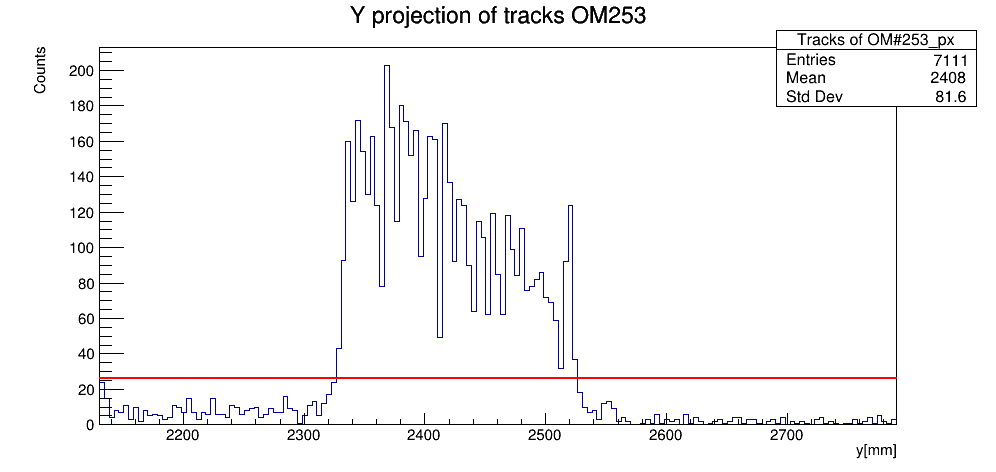 Y projection of tracks OM253
Tracks of OM#253_px
Entries 7111
Mean 2408
Std Dev 81.6
Counts
200
180
160
140
120
100
80
60
40
20
0
2200 2300 2400 2500 2600 2700
y[mm]